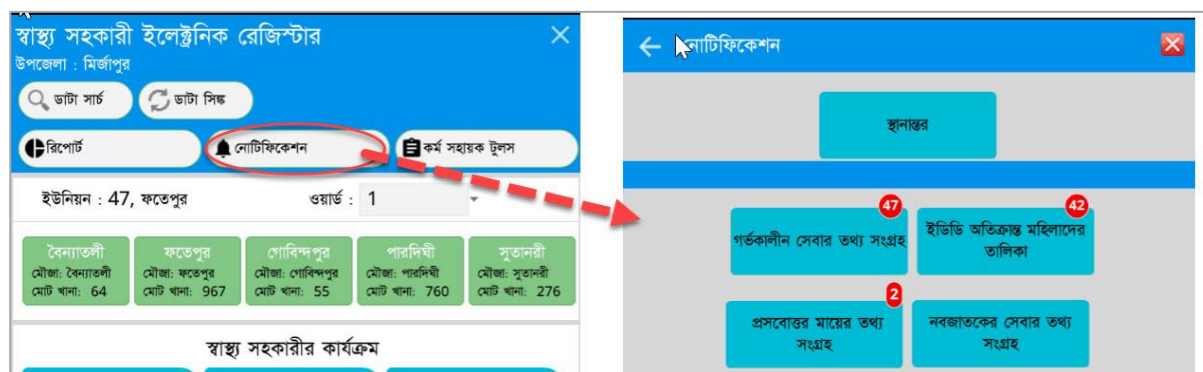 স্বাস্থ্য সহকারী ইলেক্ট্রনিক রেজিস্টার
উপজেলা : মির্জাপুর
ডাটা সার্চ
ডাটা সিঙ্ক
রিপোর্ট
নোটিফিকেশন
কর্ম সহায়ক টুলস
ইউনিয়ন : 47, ফতেপুর
ওয়ার্ড : 1
বৈন্যাতলী
মৌজা: বৈন্যাতলী
মোট খানা: 64
ফতেপুর
মৌজা: ফতেপুর
মোট খানা: 967
গোবিন্দপুর
মৌজা: গোবিন্দপুর
মোট খানা: 55
পারদিঘী
মৌজা: পারদিঘী
মোট খানা: 760
সুতানরী
মৌজা: সুতানরী
মোট খানা: 276
স্বাস্থ্য সহকারীর কার্যক্রম
নোটিফিকেশন
স্থানান্তর
47
গর্ভকালীন সেবার তথ্য সংগ্রহ
42
ইডিডি অতিক্রান্ত মহিলাদের
তালিকা
2
প্রসবোত্তর মায়ের তথ্য
সংগ্রহ
নবজাতকের সেবার তথ্য
সংগ্রহ